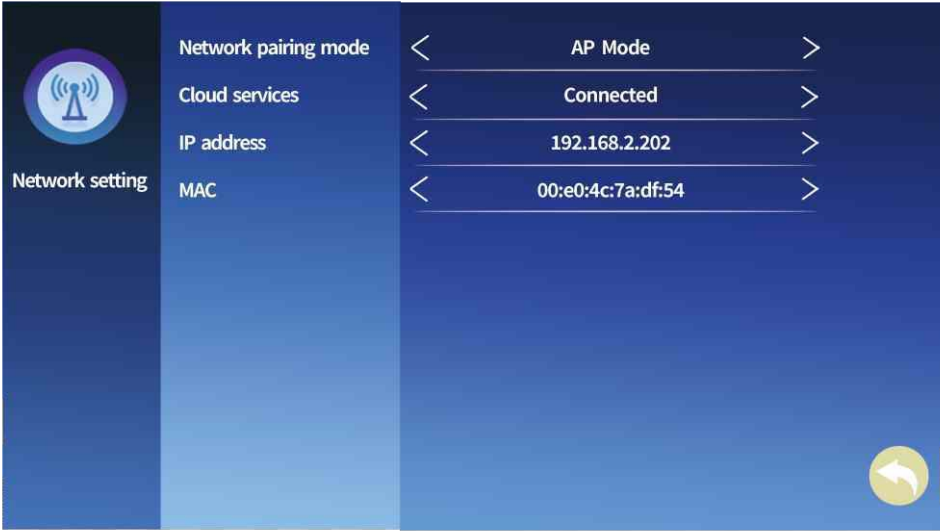 Network setting
Network pairing mode < AP Mode >
Cloud services < Connected >
IP address < 192.168.2.202 >
MAC < 00:e0:4c:7a:df:54 >